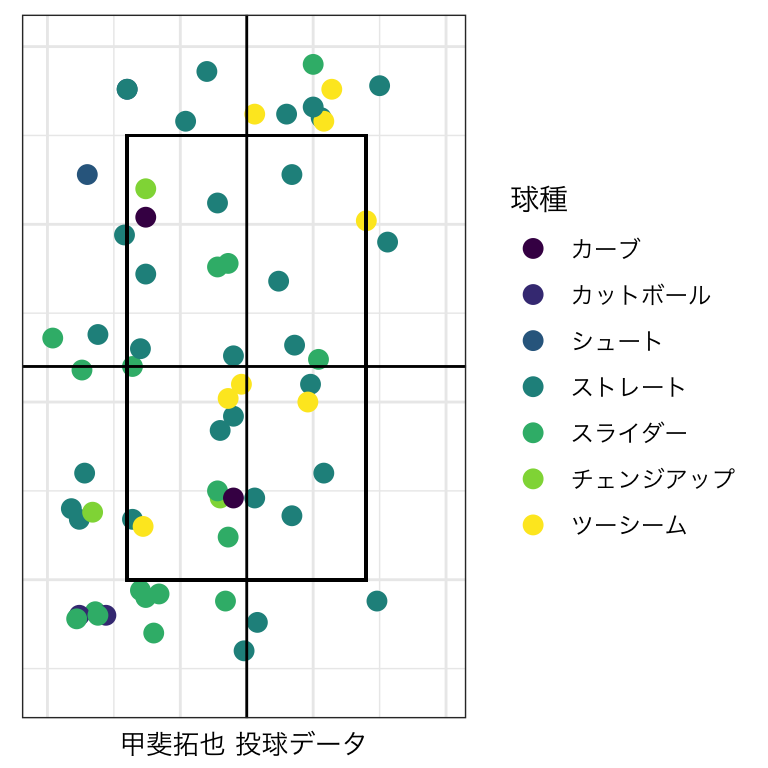 球種
カーブ
カットボール
シュート
ストレート
スライダー
チェンジアップ
ツーシーム
甲斐拓也 投球データ